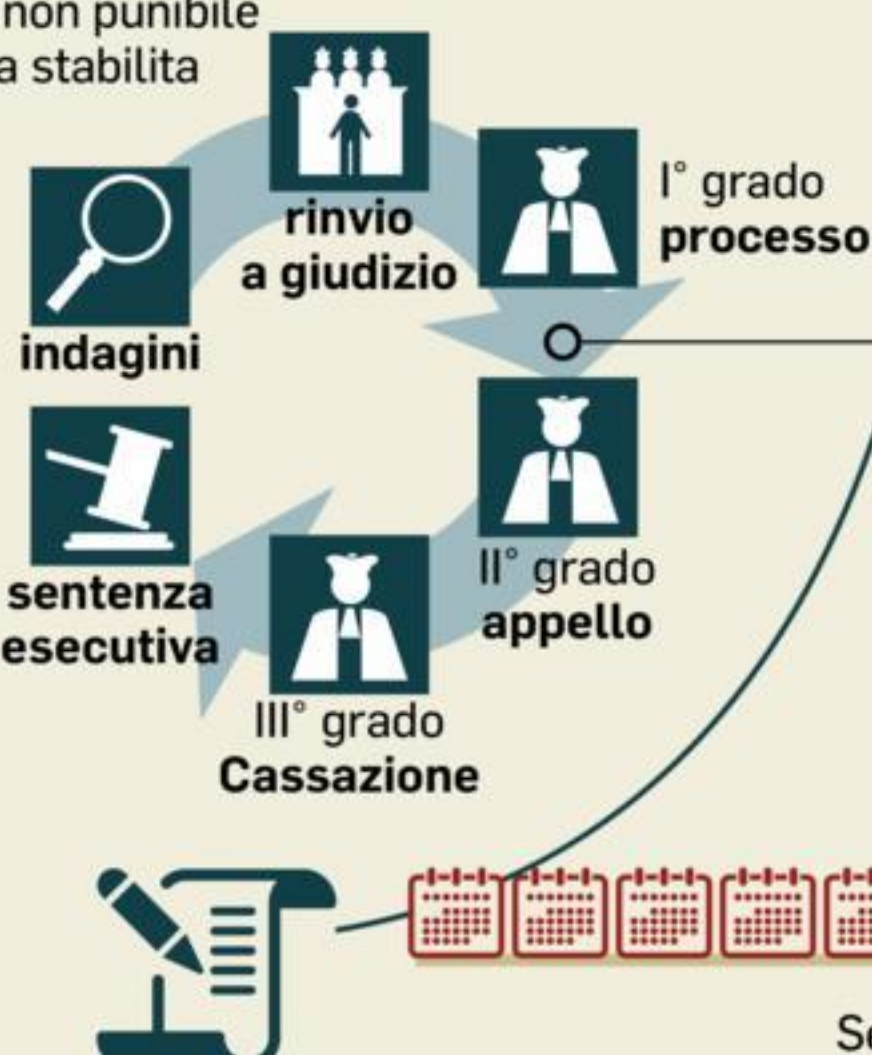 non punibile
a stabilita
rinvio
a giudizio
I° grado
processo
indagini
II° grado
appello
sentenza
esecutiva
III° grado
Cassazione